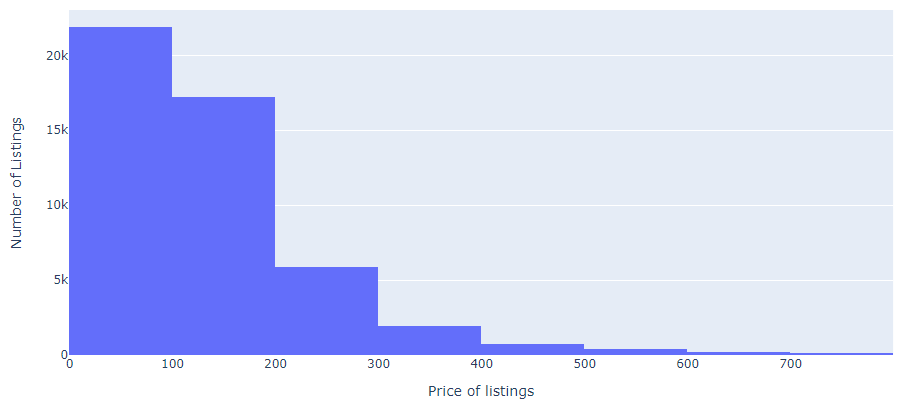 20k
15k
10k
5k
0
Number of Listings
0 100 200 300 400 500 600 700
Price of listings